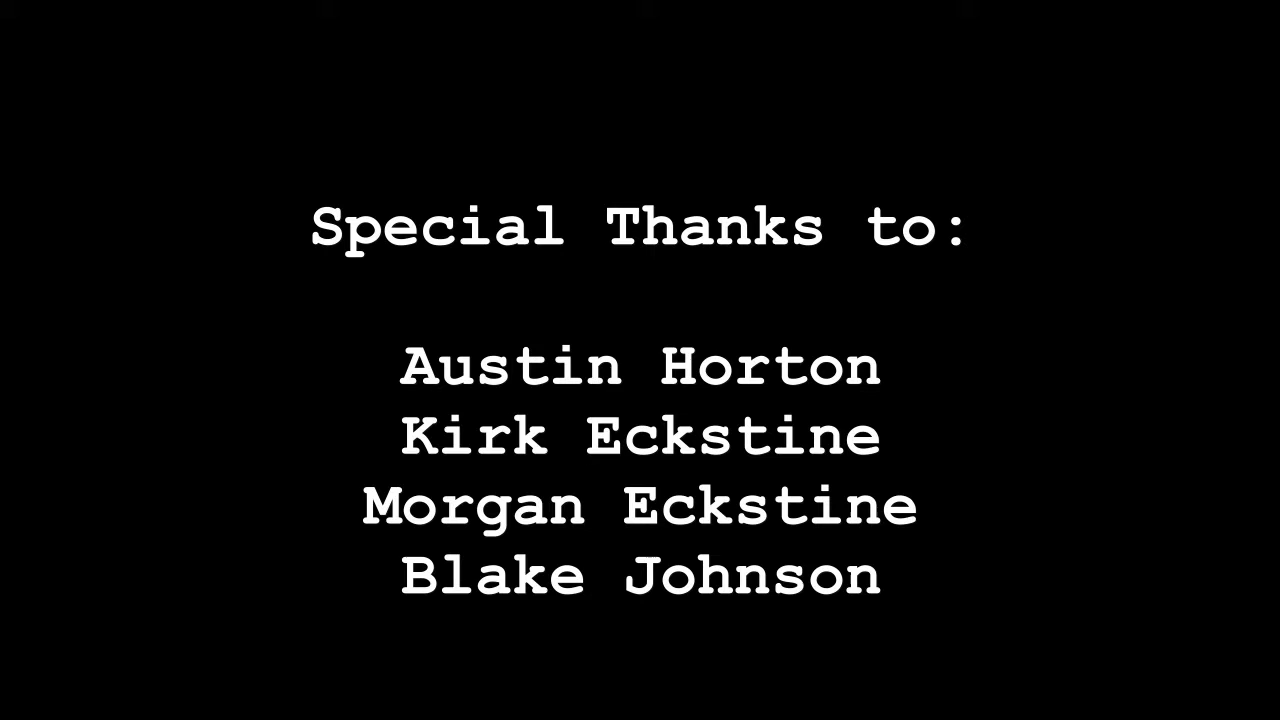 Special Thanks to:
Austin Horton
Kirk Eckstine
Morgan Eckstine
Blake Johnson